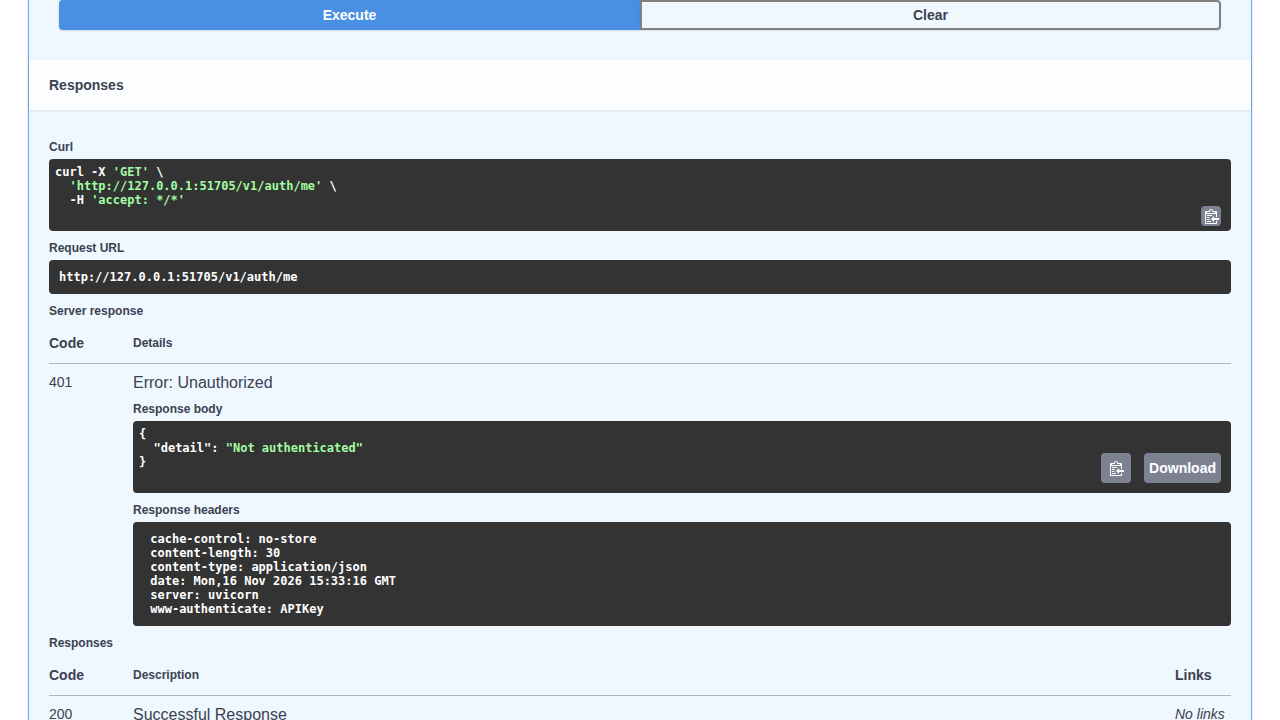 Execute
Clear
Responses
Curl
curl -X 'GET' \
  'http://127.0.0.1:51705/v1/auth/me' \
  -H 'accept: */*'
Request URL
http://127.0.0.1:51705/v1/auth/me
Server response
Code Details
401 Error: Unauthorized
Response body
{
  "detail": "Not authenticated"
}
Download
Response headers
cache-control: no-store
content-length: 30
content-type: application/json
date: Mon,16 Nov 2026 15:33:16 GMT
server: uvicorn
www-authenticate: APIKey
Responses
Code Description Links
200 Successful Response No links